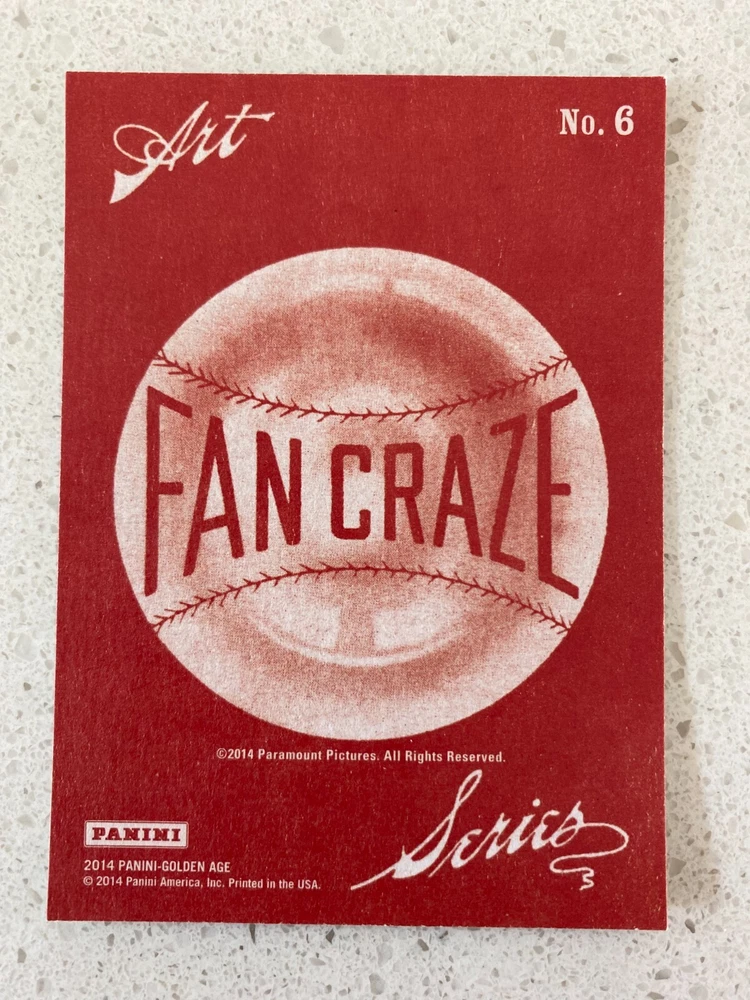 Art
No. 6
FAN CRAZE
©2014 Paramount Pictures. All Rights Reserved.
Series
PANINI
2014 PANINI-GOLDEN AGE
© 2014 Panini America, Inc. Printed in the USA.